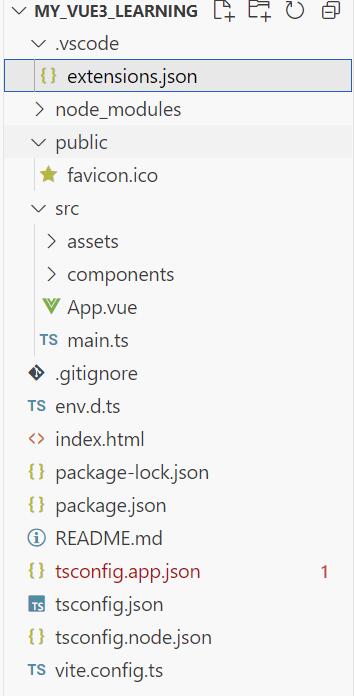 MY_VUE3_LEARNING
.vscode
{} extensions.json
node_modules
public
favicon.ico
src
assets
components
App.vue
TS main.ts
.gitignore
TS env.d.ts
<> index.html
{} package-lock.json
{} package.json
README.md
{} tsconfig.app.json 1
TS tsconfig.json
{} tsconfig.node.json
TS vite.config.ts